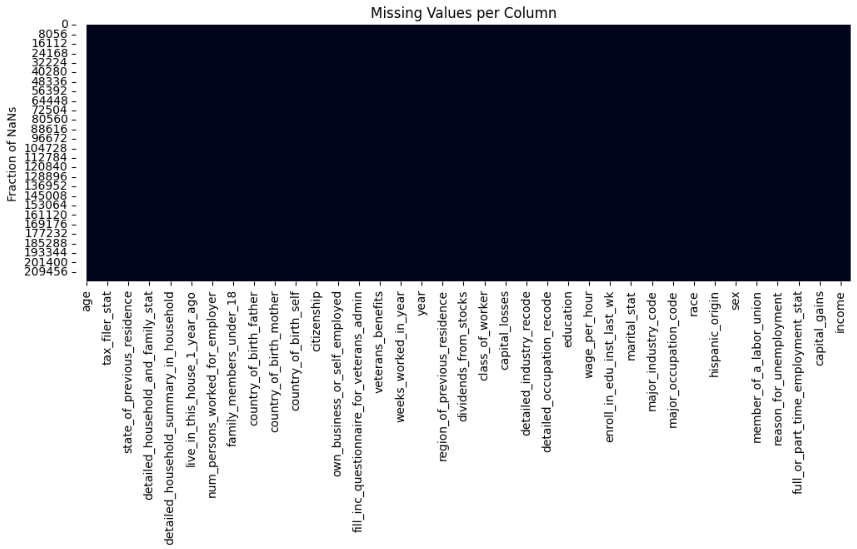 Missing Values per Column
Fraction of NaNs
0
8056
16112
24168
32224
40280
48336
56392
64448
72504
80560
88616
96672
104728
112784
120840
128896
136952
145008
153064
161120
169176
177232
185288
193344
201400
209456
age
tax_filer_stat
state_of_previous_residence
detailed_household_and_family_stat
detailed_household_summary_in_household
live_in_this_house_1_year_ago
num_persons_worked_for_employer
family_members_under_18
country_of_birth_father
country_of_birth_mother
country_of_birth_self
citizenship
own_business_or_self_employed
fill_inc_questionnaire_for_veterans_admin
veterans_benefits
weeks_worked_in_year
year
region_of_previous_residence
dividends_from_stocks
class_of_worker
capital_losses
detailed_industry_recode
detailed_occupation_recode
education
wage_per_hour
enroll_in_edu_inst_last_wk
marital_stat
major_industry_code
major_occupation_code
race
hispanic_origin
sex
member_of_a_labor_union
reason_for_unemployment
full_or_part_time_employment_stat
capital_gains
income